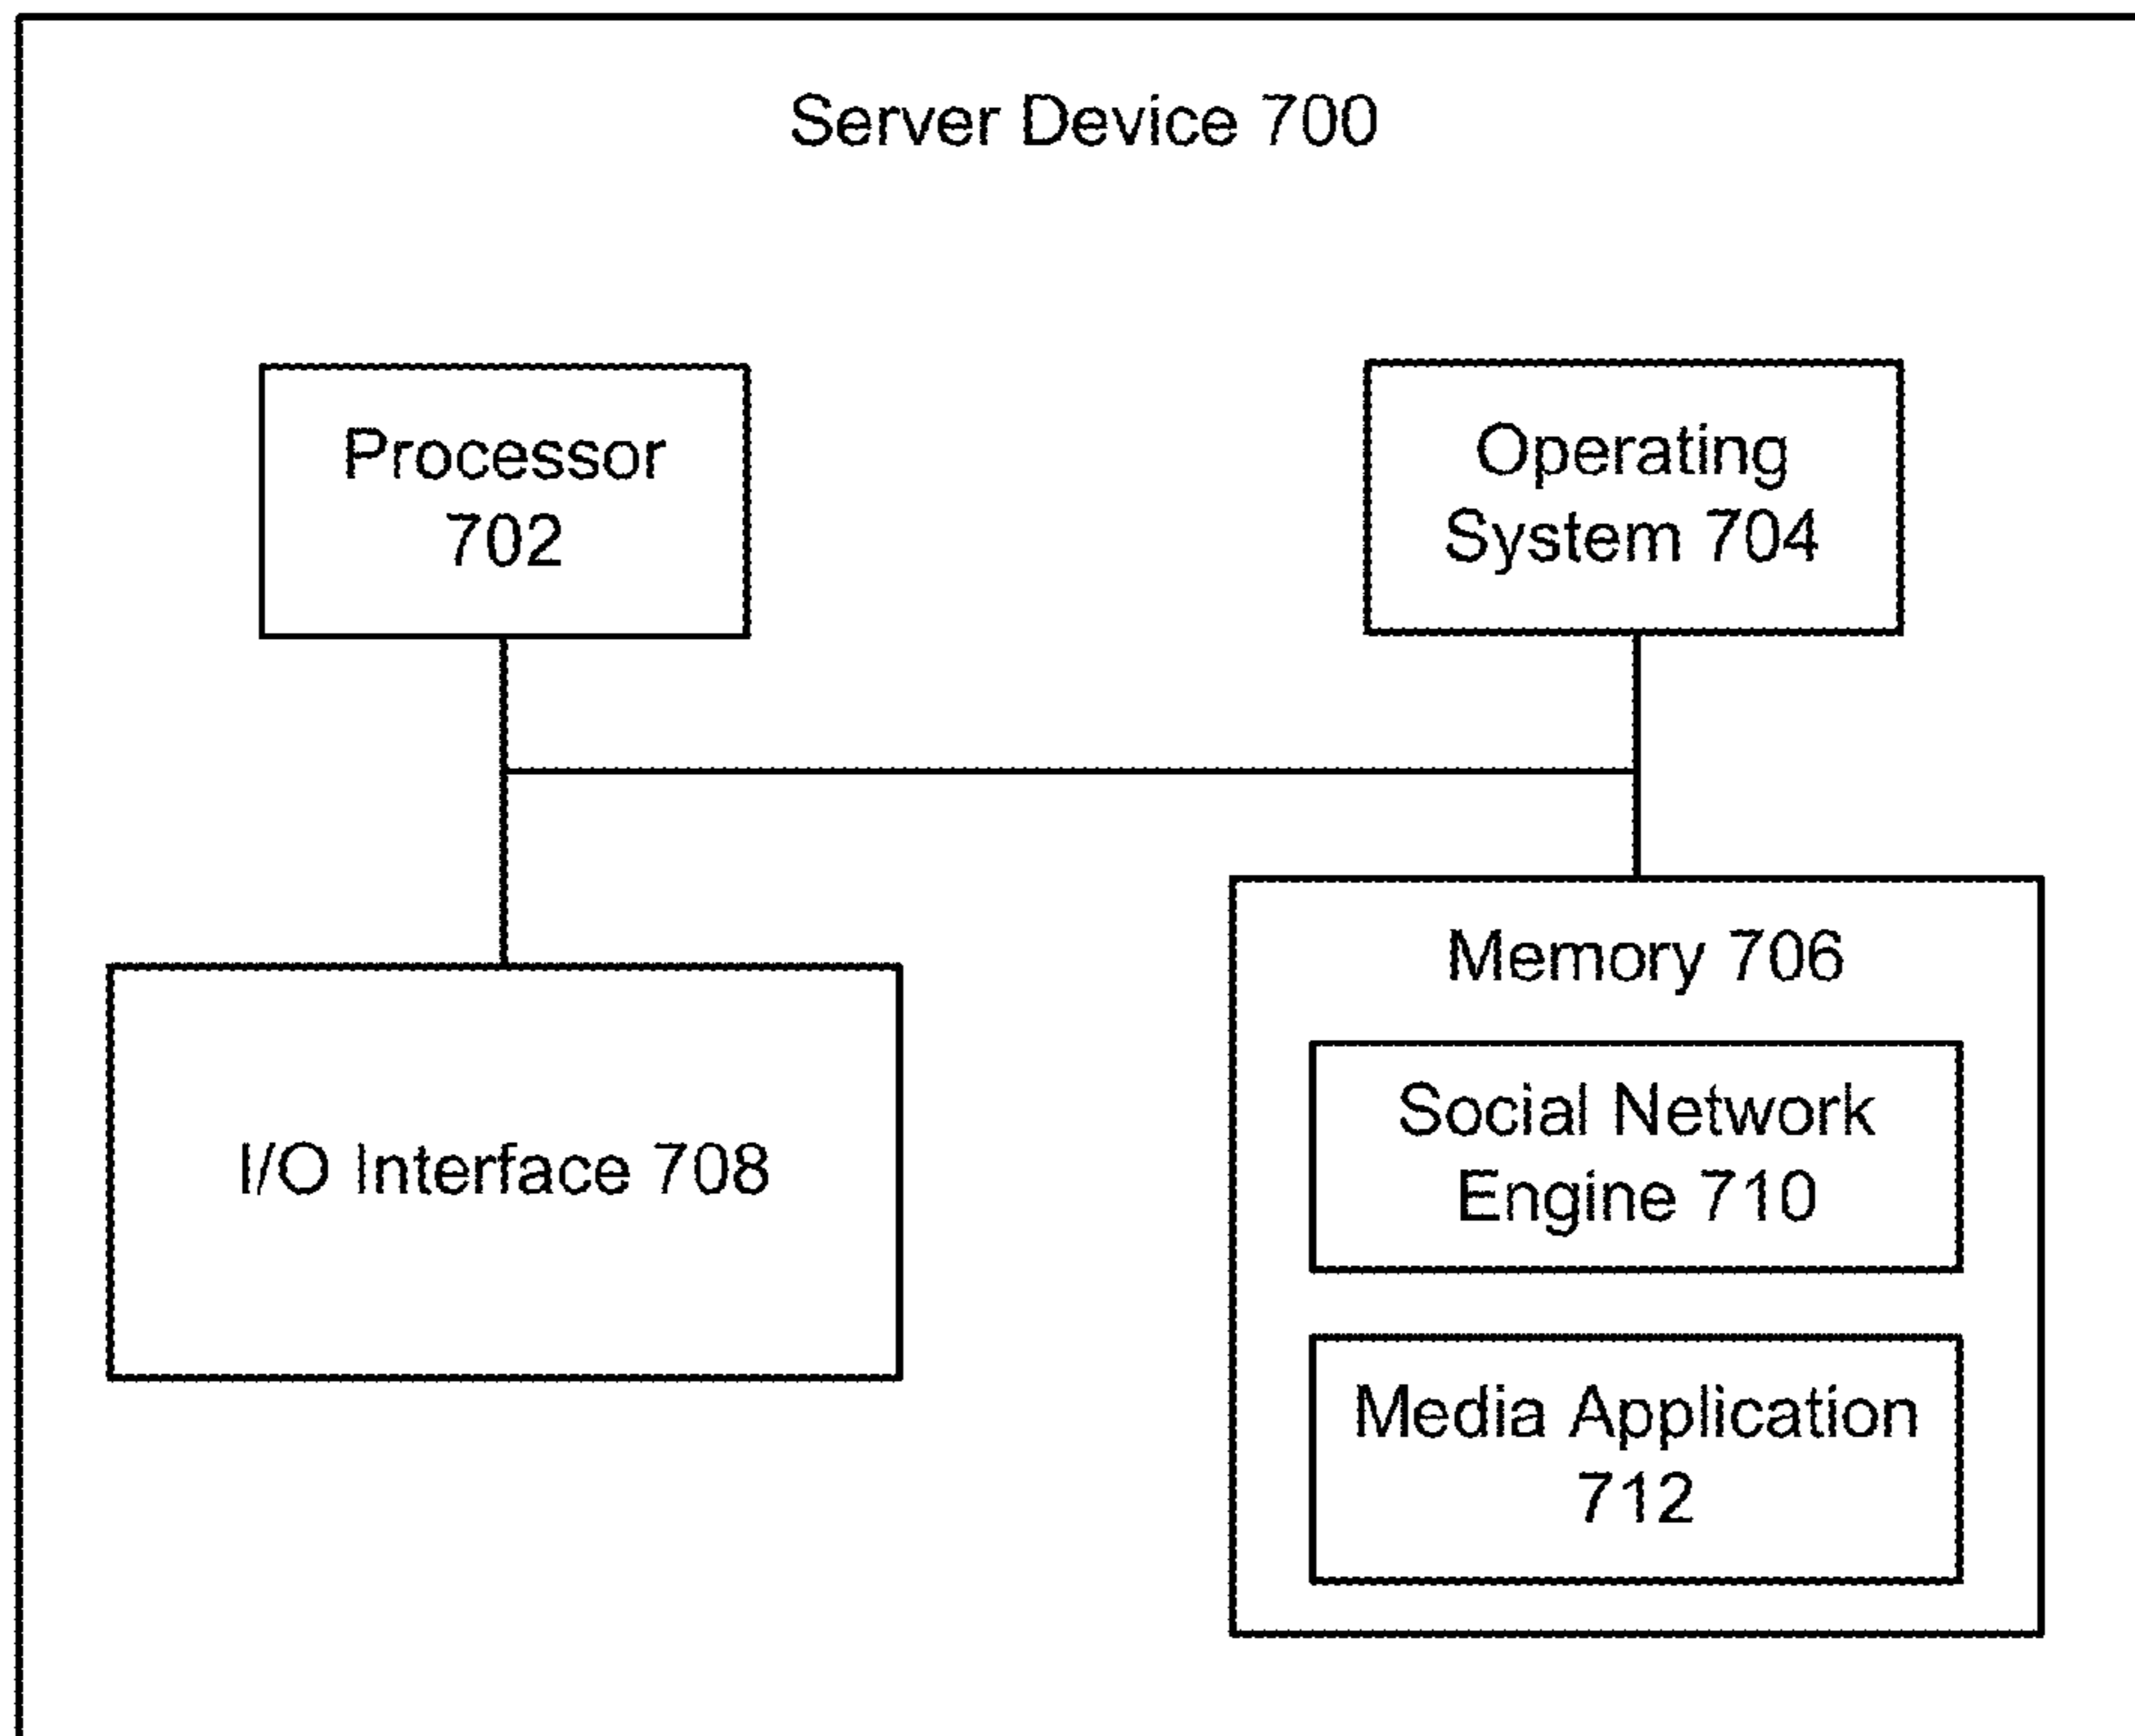 Server Device 700
Processor
702
Operating
System 704
I/O Interface 708
Memory 706
Social Network
Engine 710
Media Application
712